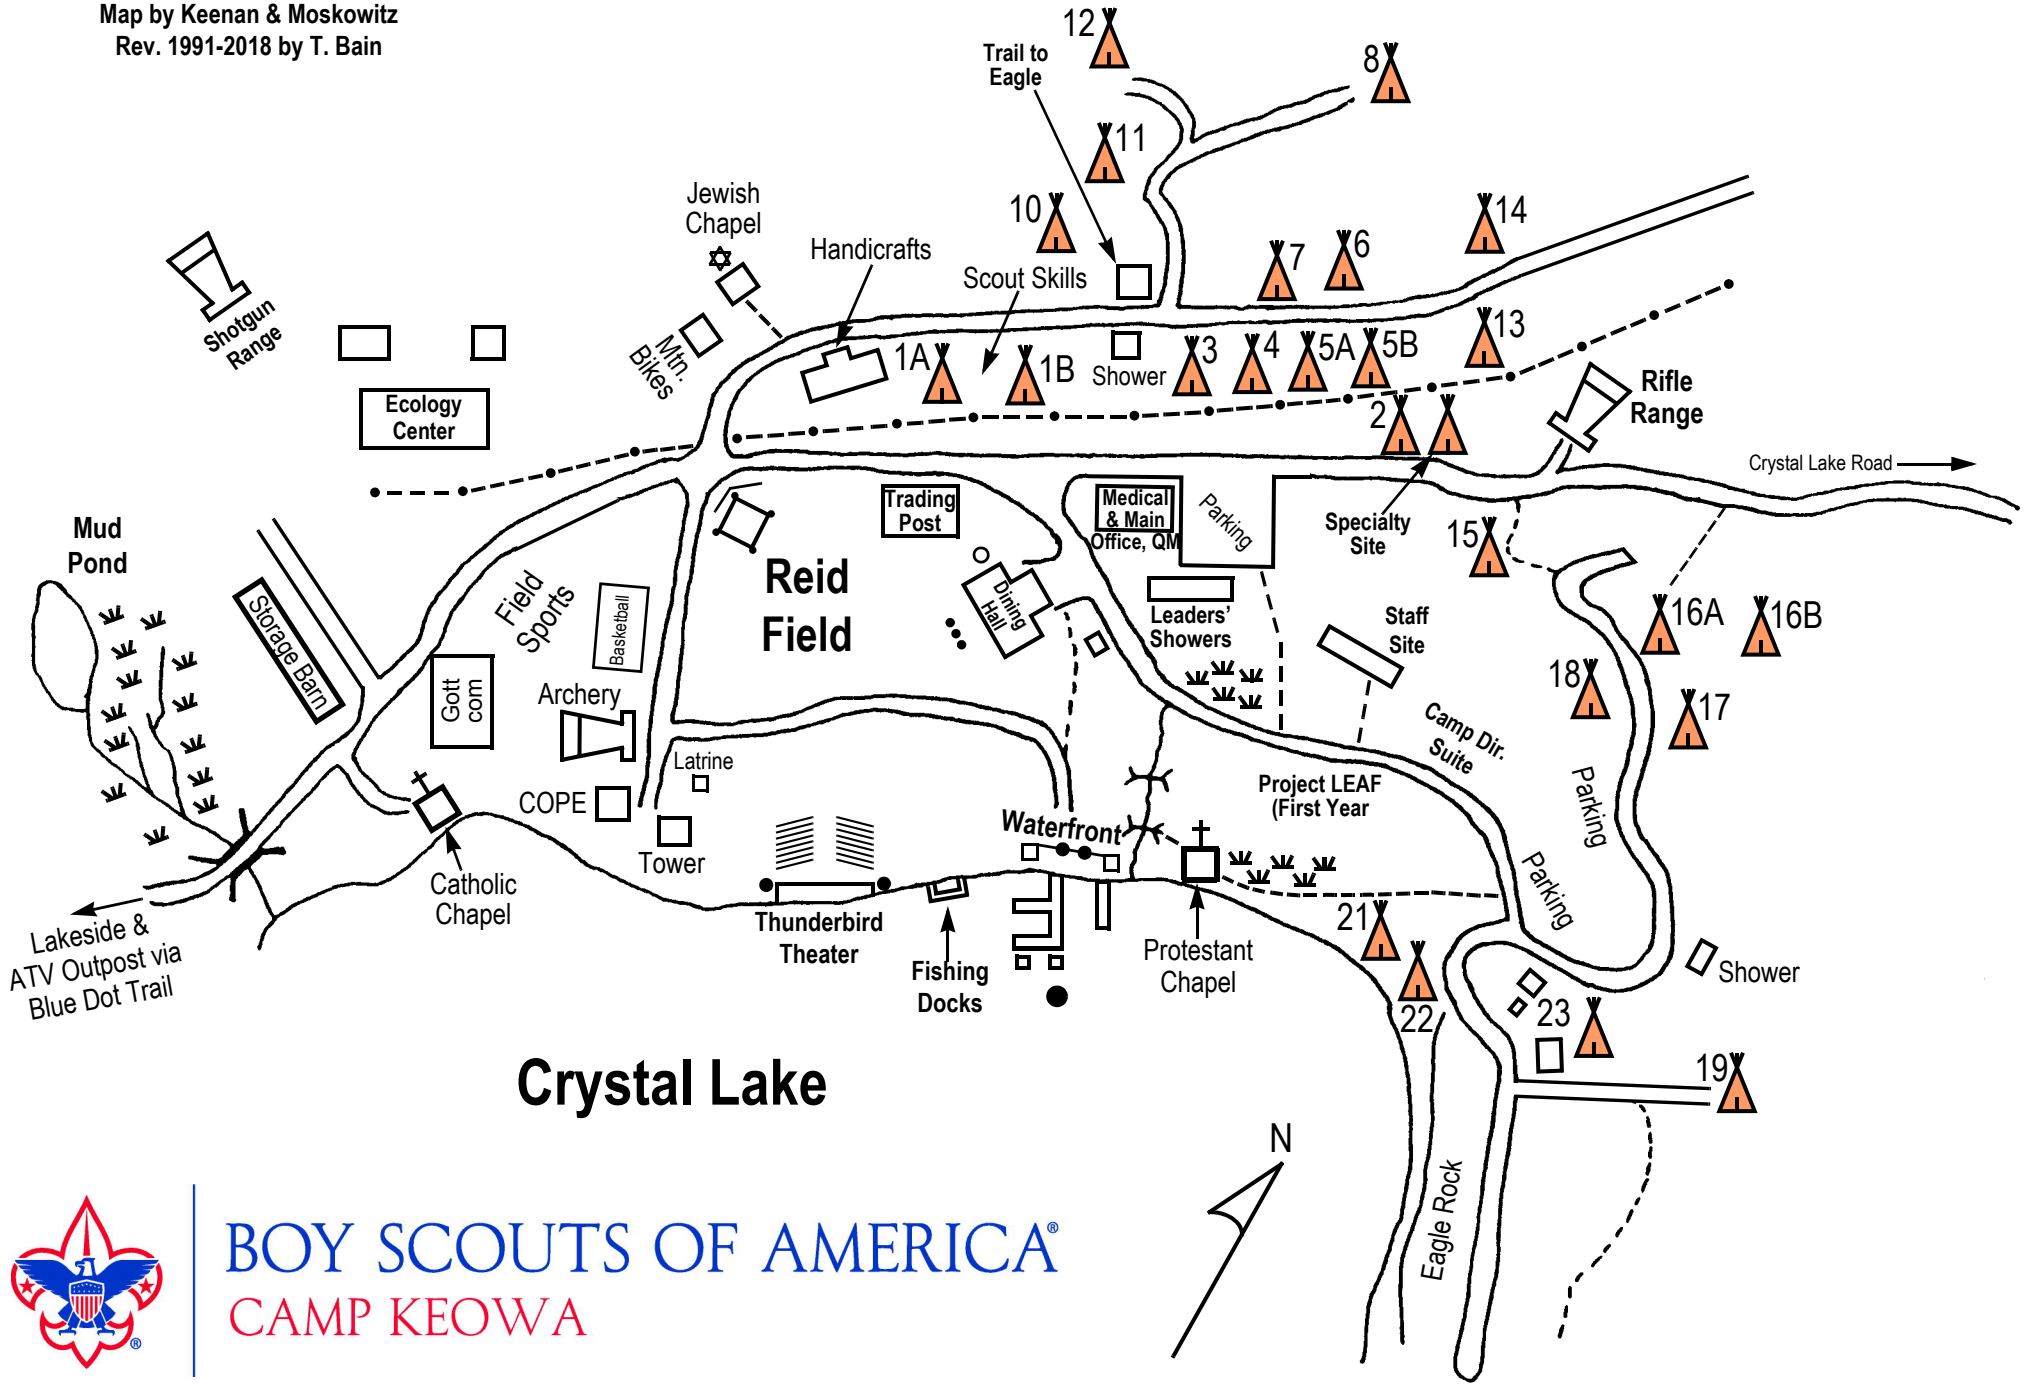 Map by Keenan & Moskowitz
Rev. 1991-2018 by T. Bain
12
Trail to
Eagle
8
11
10
14
Jewish
Chapel
Handicrafts
Scout Skills
7
6
Shotgun
Range
Mtn.
Bikes
1A
1B
Shower
3
4
5A
5B
13
Ecology
Center
2
Rifle
Range
Crystal Lake Road
Trading
Post
Medical
& Main
Office, QM
Parking
Specialty
Site
15
Mud
Pond
Storage Barn
Field
Sports
Basketball
Reid
Field
Dining
Hall
Leaders'
Showers
Staff
Site
16A
16B
Gott
com
Archery
18
17
Camp Dir.
Suite
Latrine
COPE
Tower
Project LEAF
(First Year
Parking
Parking
Waterfront
Catholic
Chapel
Thunderbird
Theater
Fishing
Docks
Protestant
Chapel
21
22
Shower
23
19
Lakeside &
ATV Outpost via
Blue Dot Trail
Crystal Lake
N
Eagle Rock
BOY SCOUTS OF AMERICA®
CAMP KEOWA
®